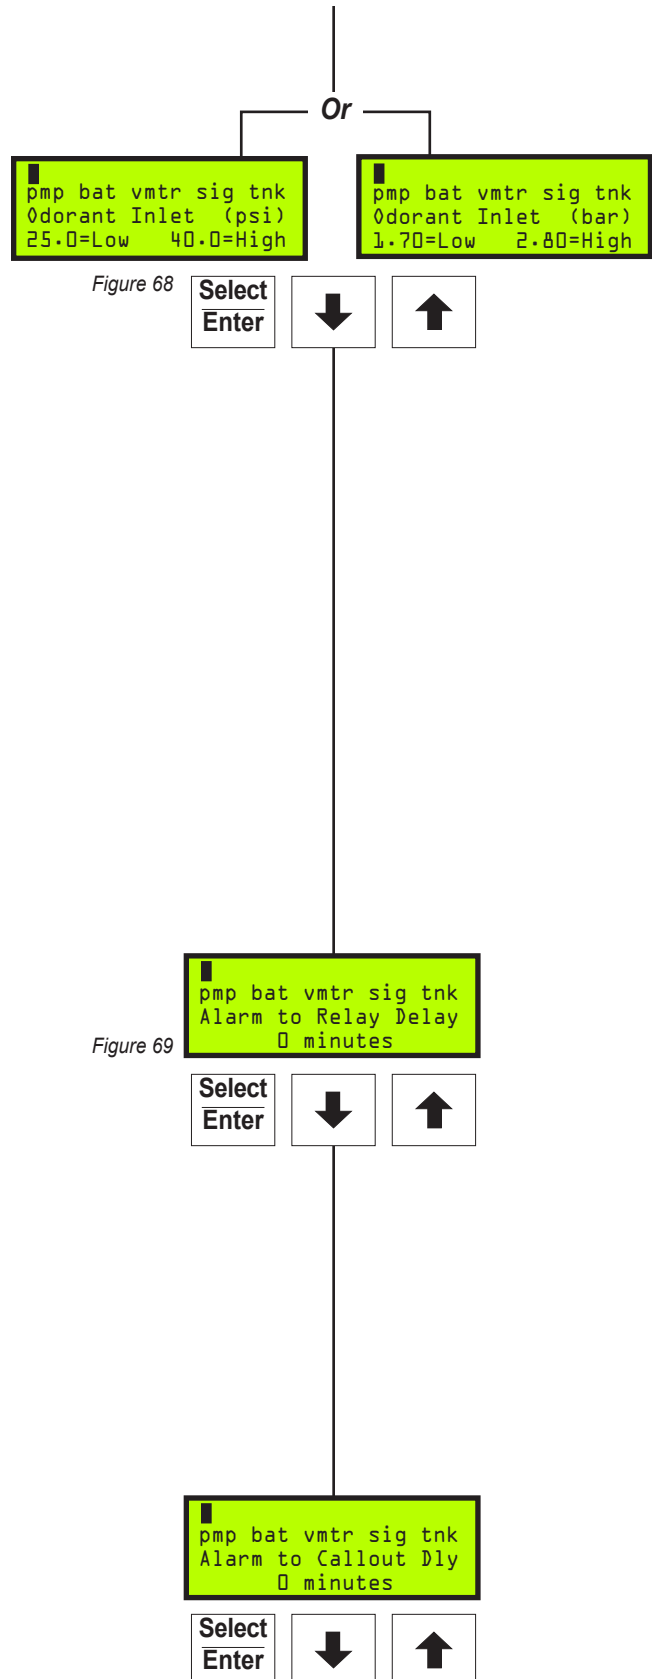 Or
pmp bat vmtr sig tnk
Odorant Inlet (psi)
25.0=Low 40.0=High
pmp bat vmtr sig tnk
Odorant Inlet (bar)
1.70=Low 2.80=High
Figure 68
Select
Enter
pmp bat vmtr sig tnk
Alarm to Relay Delay
0 minutes
Figure 69
Select
Enter
pmp bat vmtr sig tnk
Alarm to Callout Dly
0 minutes
Select
Enter